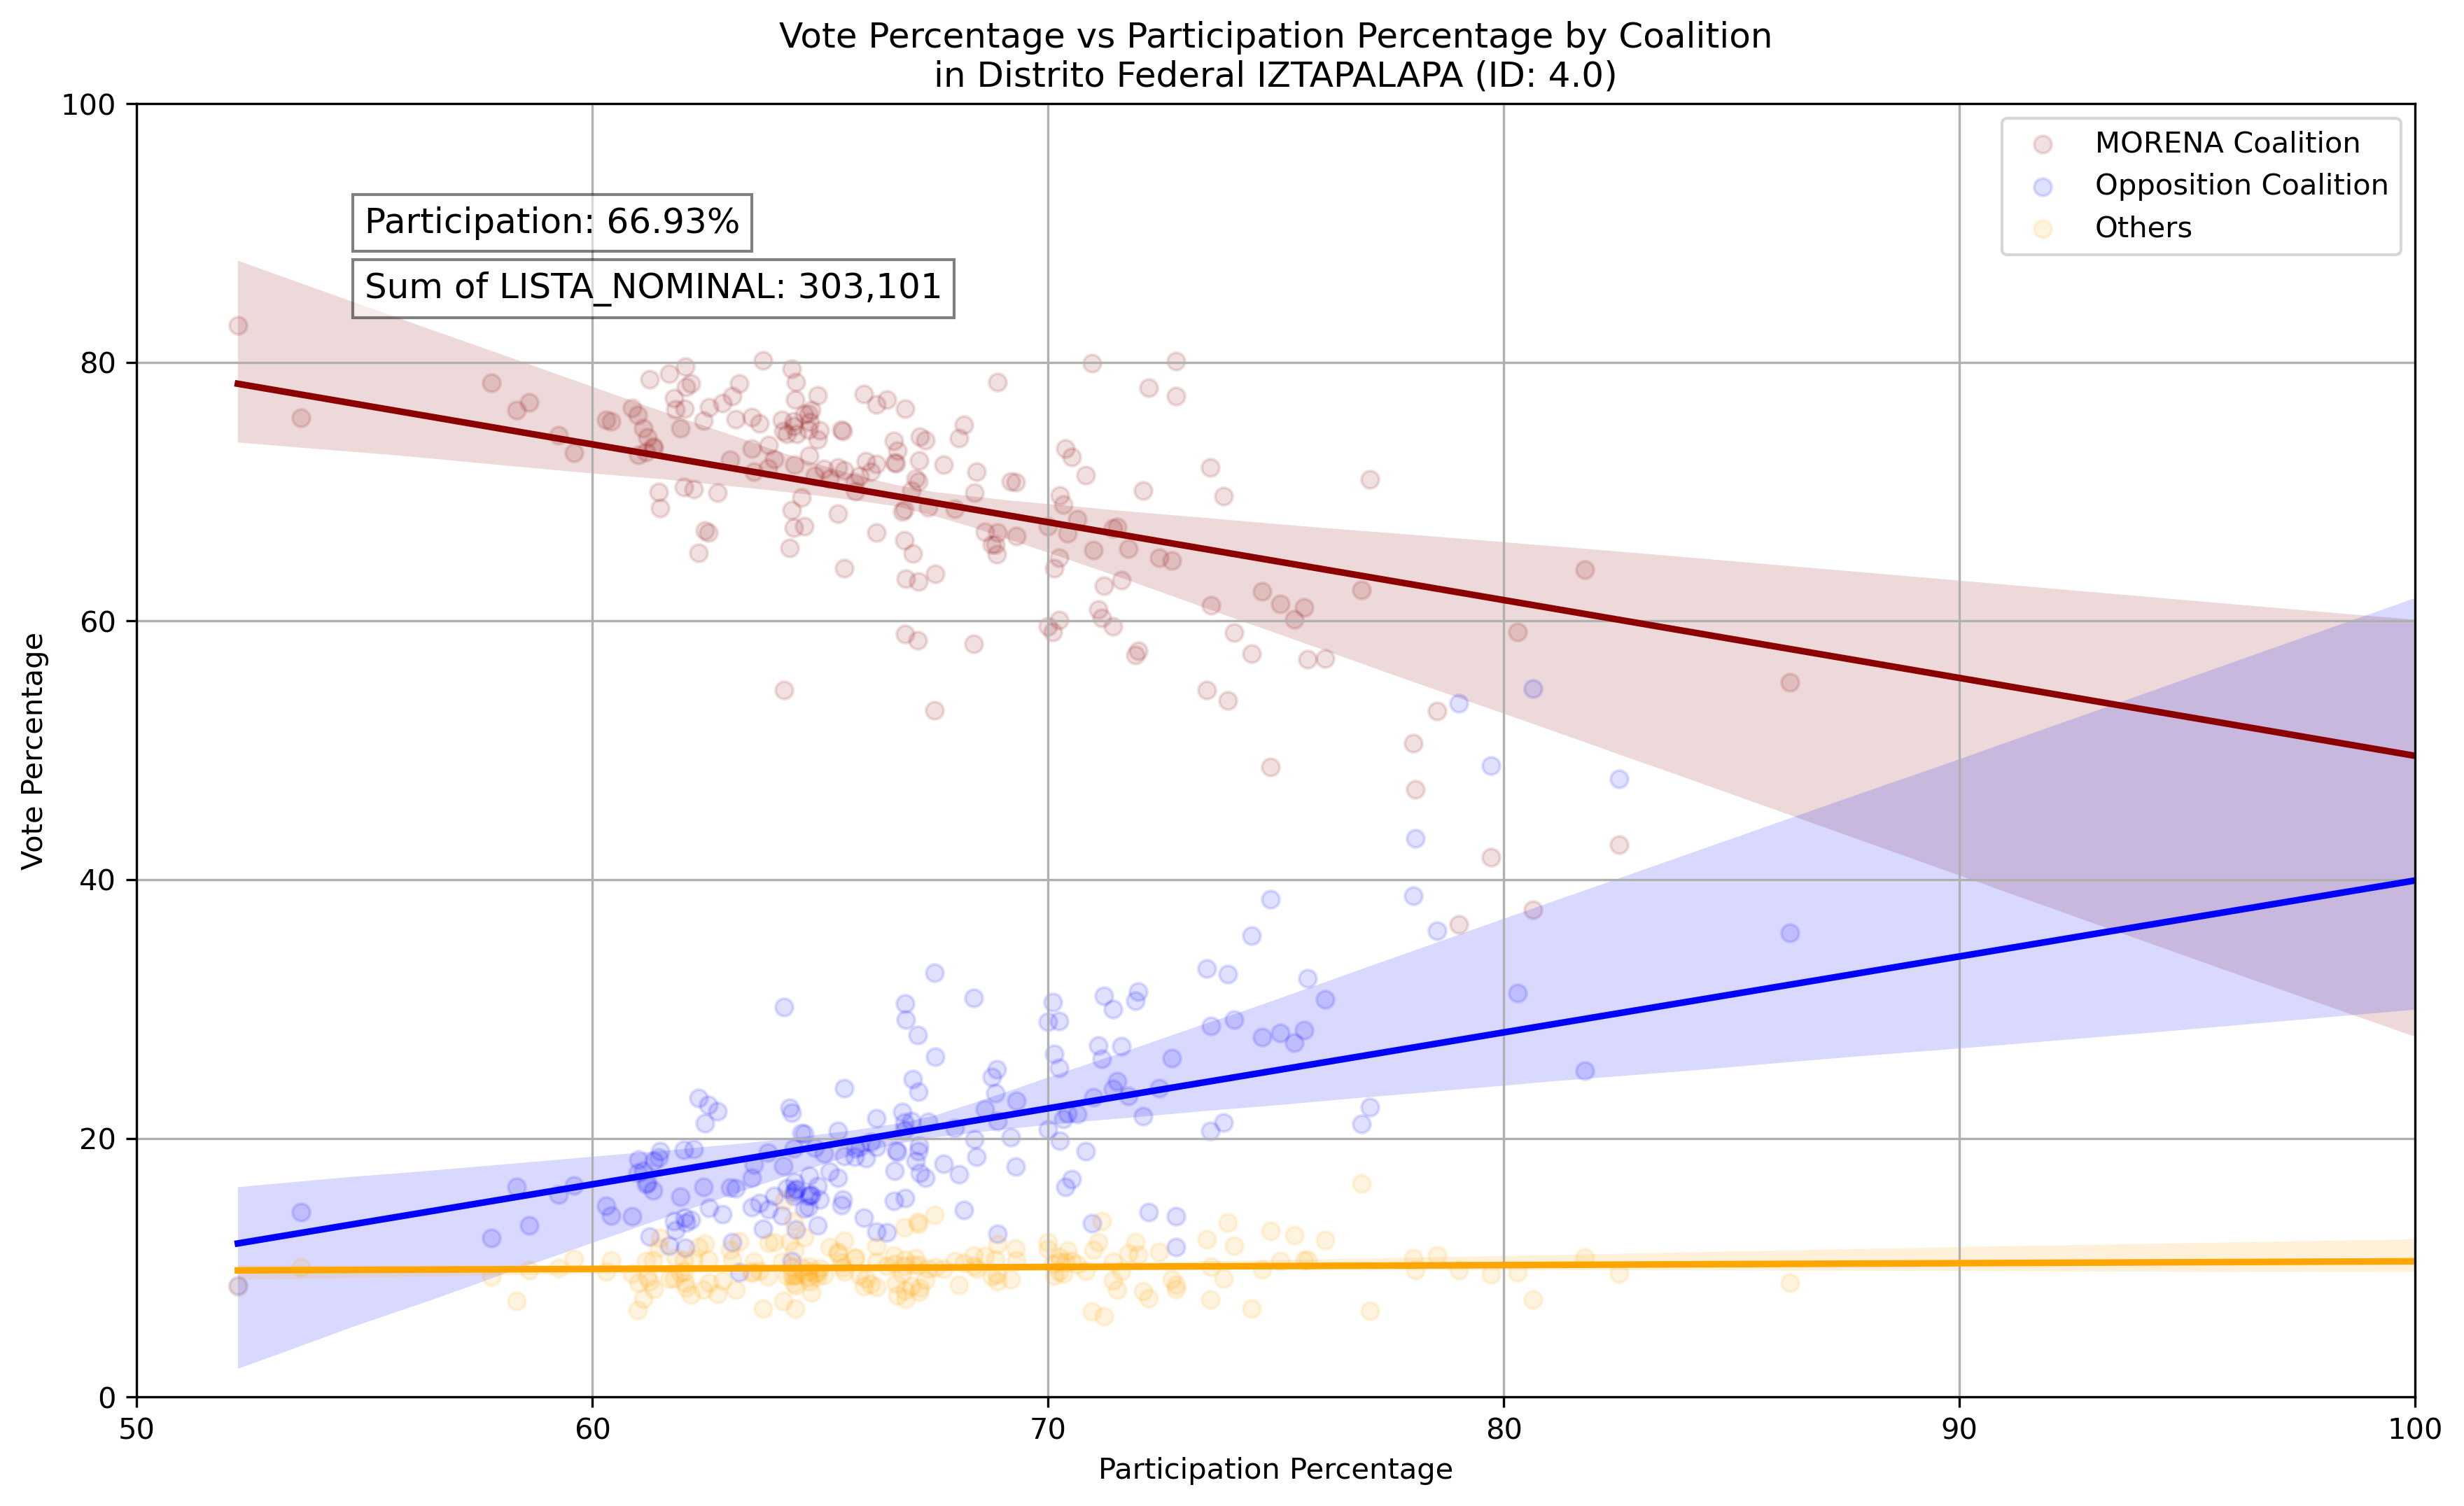 Vote Percentage vs Participation Percentage by Coalition
in Distrito Federal IZTAPALAPA (ID: 4.0)
MORENA Coalition
Opposition Coalition
Others
Participation: 66.93%
Sum of LISTA_NOMINAL: 303,101
Vote Percentage
100
80
60
40
20
0
50
60
70
80
90
100
Participation Percentage